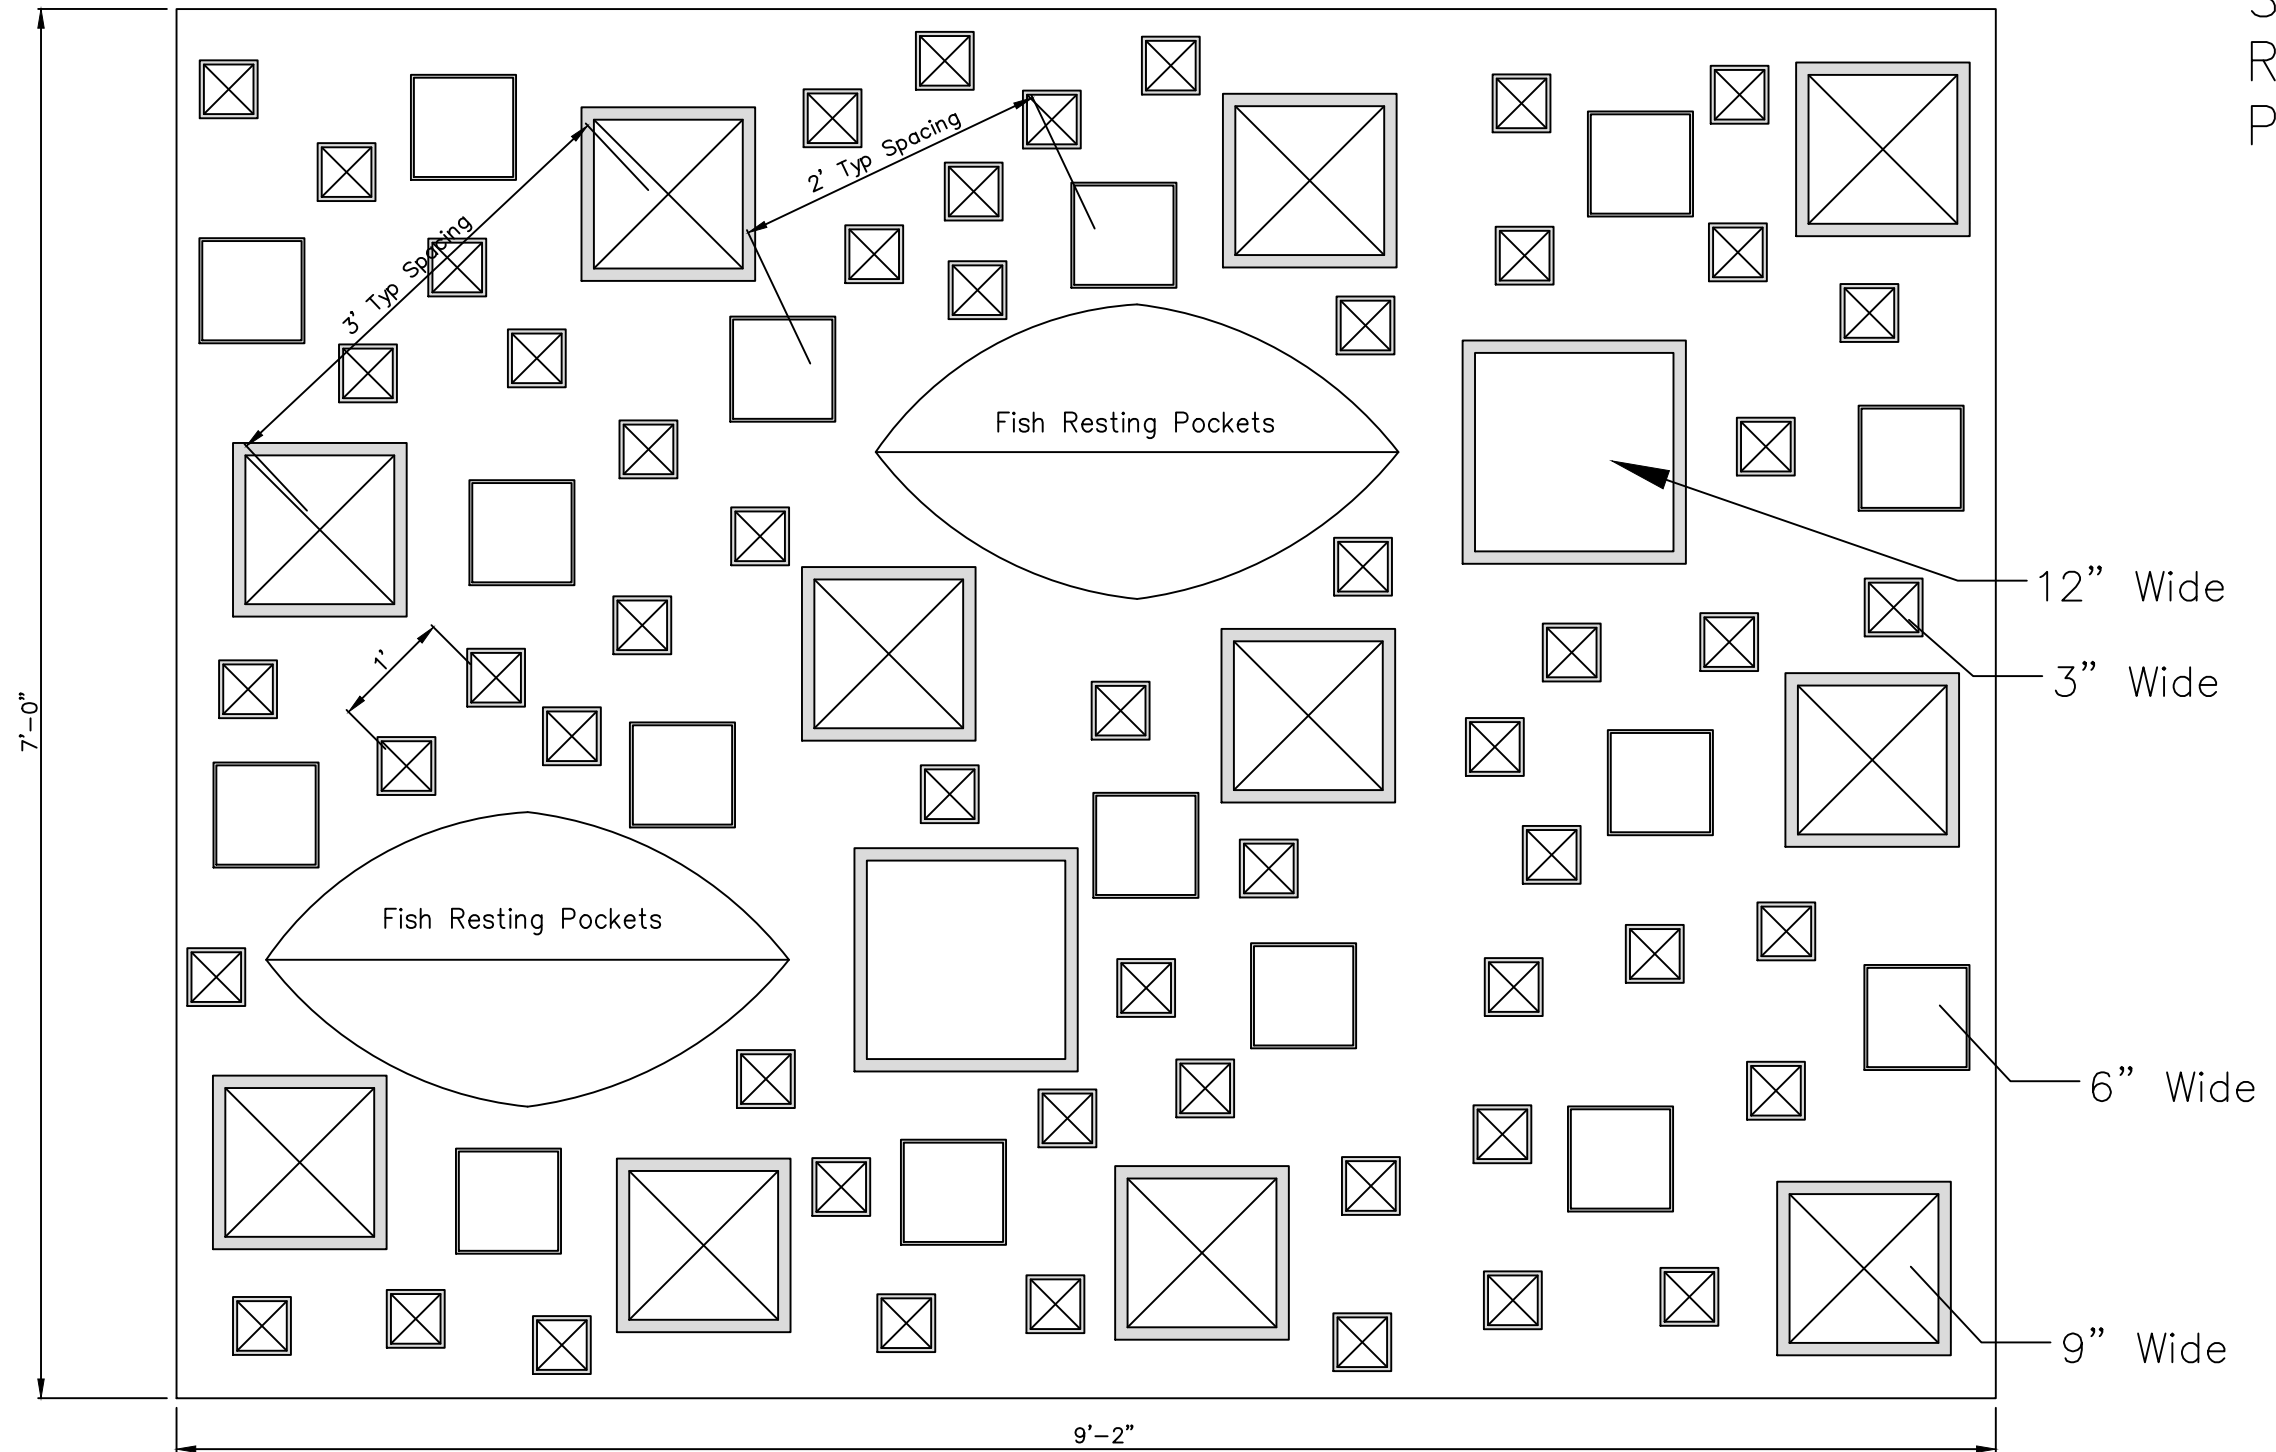 R
P
2’ Typ Spacing
3’ Typ Spacing
Fish Resting Pockets
12” Wide
1’
3” Wide
7’–0”
Fish Resting Pockets
6” Wide
9” Wide
9’–2”